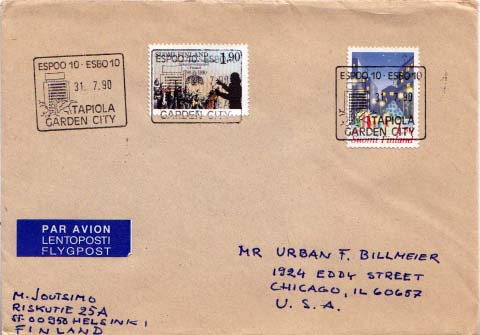 ESPOO 10 · ESBO 10
31. 7. 90
TAPIOLA
GARDEN CITY
SUOMI FINLAND
1,90
ESPOO 10 · ESBO 10
GARDEN CITY
ESPOO 10 · ESBO 10
90
TAPIOLA
GARDEN CITY
Suomi Finland
PAR AVION
LENTOPOSTI
FLYGPOST
MR URBAN F. BILLMEIER
1924 EDDY STREET
CHICAGO, IL 60657
U. S. A.
M. JOUTSIMO
RISKUTIE 25A
SF-00950 HELSINKI
FINLAND